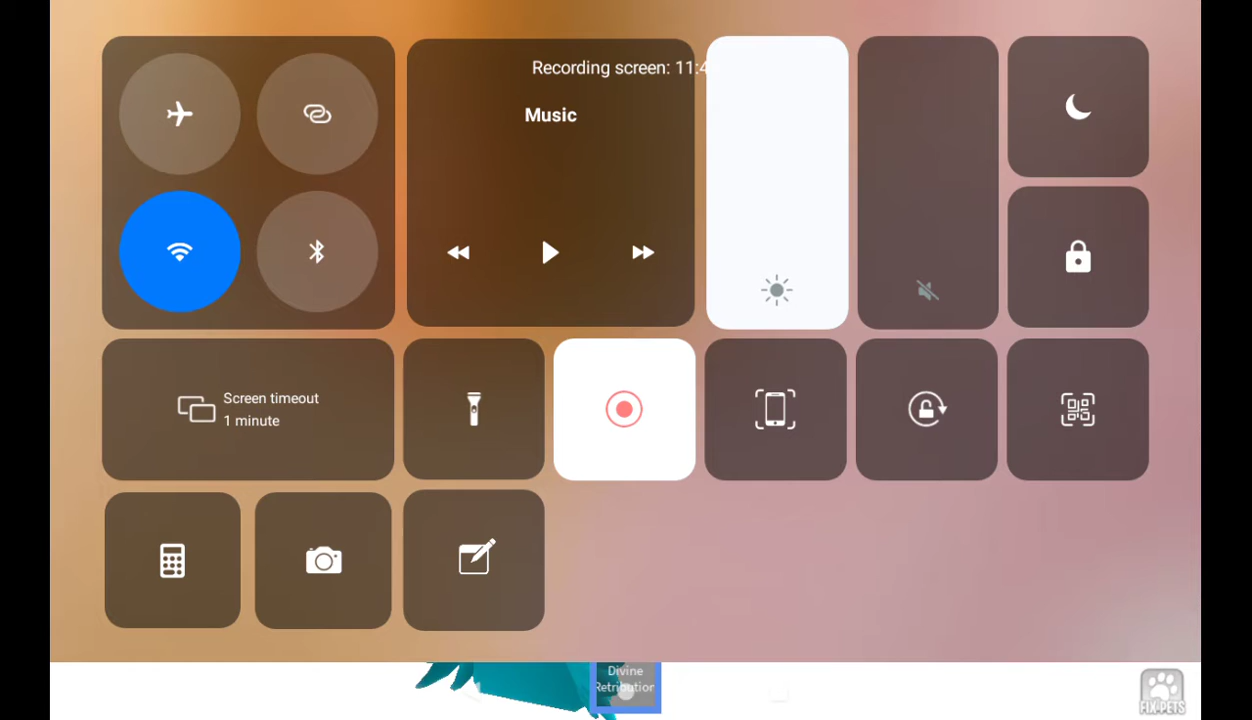 Recording screen: 11:4
Music
Screen timeout
1 minute
Divine
Retribution
FIX-PETS